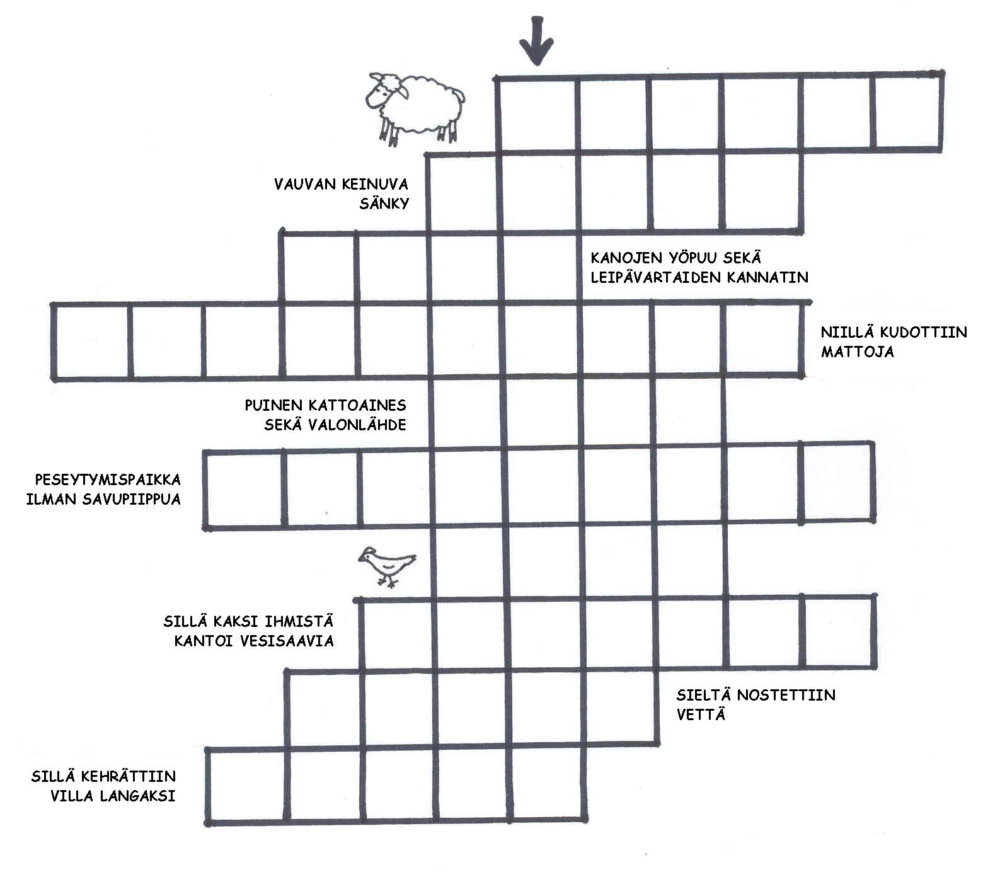 VAUVAN KEINUVA
SÄNKY
KANOJEN YÖPUU SEKÄ
LEIPÄVARTAIDEN KANNATIN
NIILLÄ KUDOTTIIN
MATTOJA
PUINEN KATTOAINES
SEKÄ VALONLÄHDE
PESEYTYMISPAIKKA
ILMAN SAVUPIIPPUA
SILLÄ KAKSI IHMISTÄ
KANTOI VESISAAVIA
SIELTÄ NOSTETTIIN
VETTÄ
SILLÄ KEHRÄTTIIN
VILLA LANGAKSI